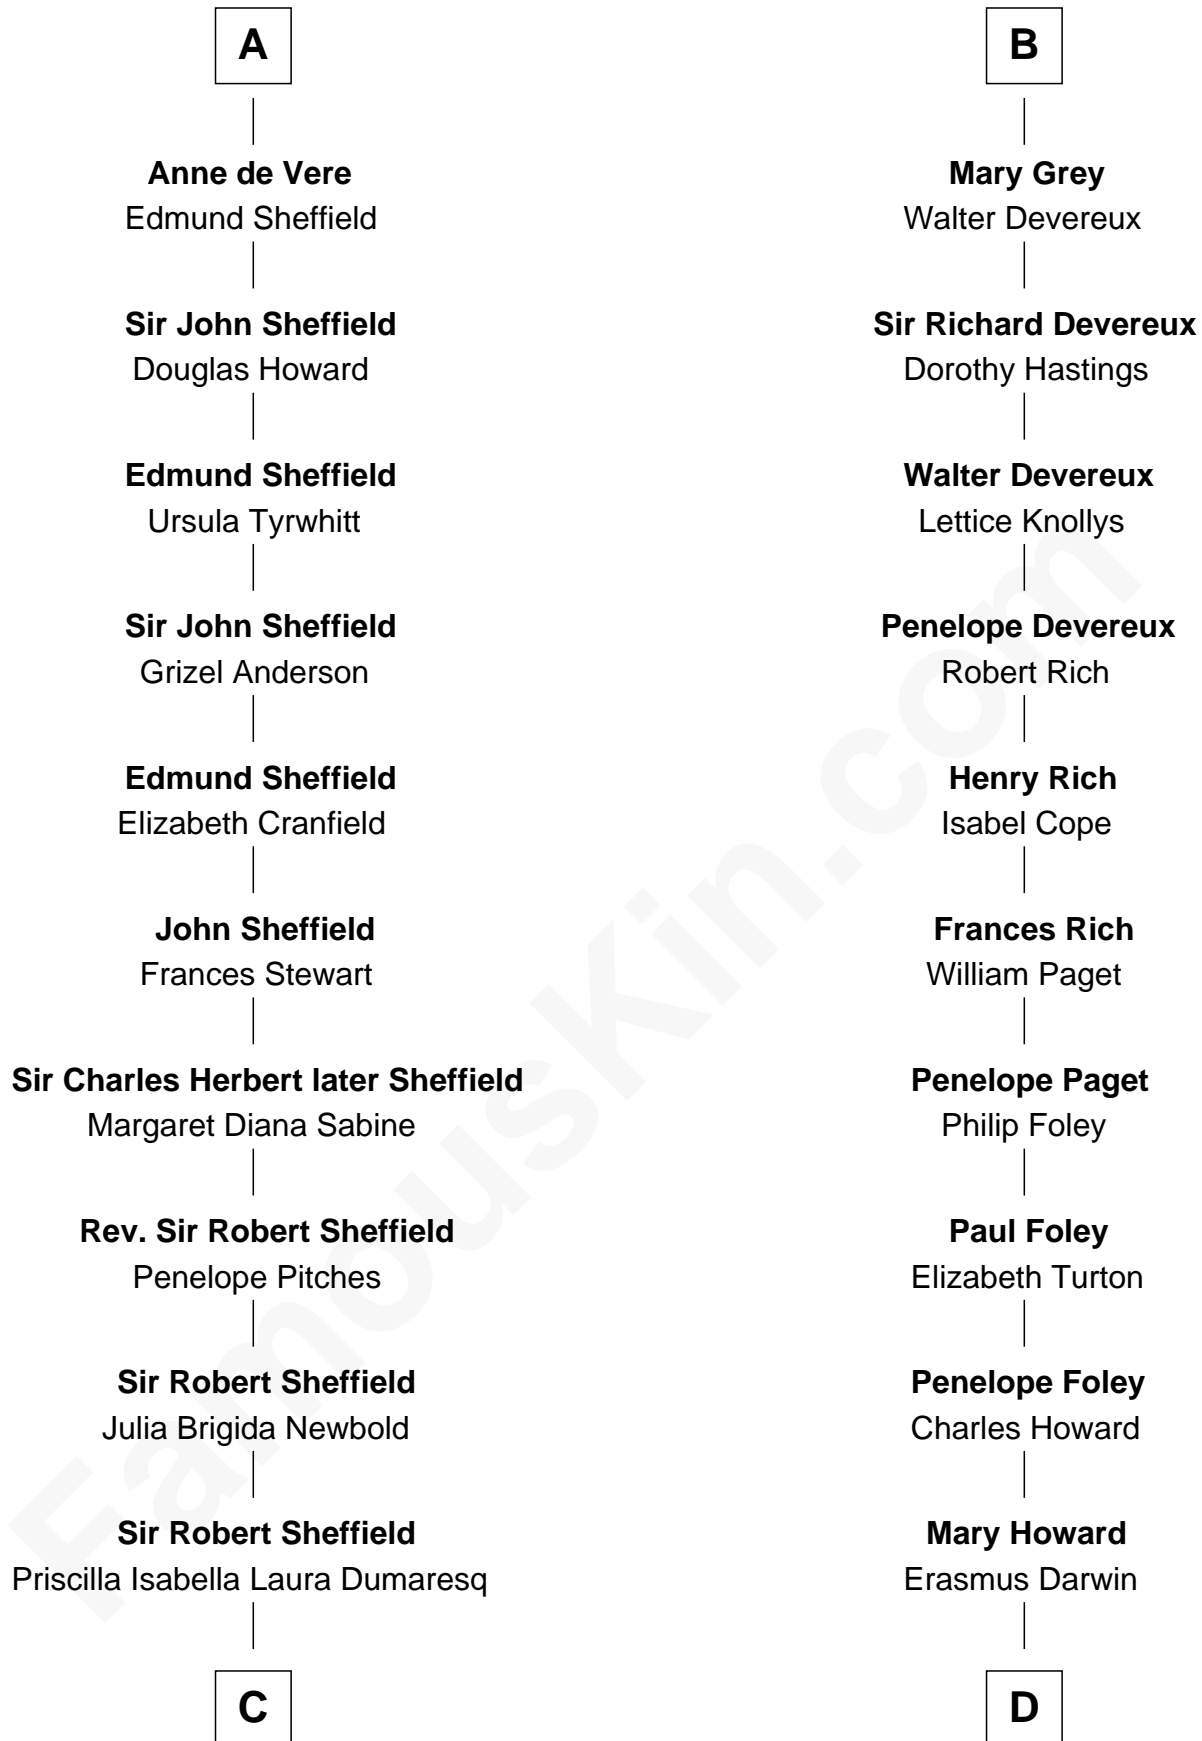 A
Anne de Vere
Edmund Sheffield
Sir John Sheffield
Douglas Howard
Edmund Sheffield
Ursula Tyrwhitt
Sir John Sheffield
Grizel Anderson
Edmund Sheffield
Elizabeth Cranfield
John Sheffield
Frances Stewart
Sir Charles Herbert later Sheffield
Margaret Diana Sabine
Rev. Sir Robert Sheffield
Penelope Pitches
Sir Robert Sheffield
Julia Brigida Newbold
Sir Robert Sheffield
Priscilla Isabella Laura Dumaresq
C
B
Mary Grey
Walter Devereux
Sir Richard Devereux
Dorothy Hastings
Walter Devereux
Lettice Knollys
Penelope Devereux
Robert Rich
Henry Rich
Isabel Cope
Frances Rich
William Paget
Penelope Paget
Philip Foley
Paul Foley
Elizabeth Turton
Penelope Foley
Charles Howard
Mary Howard
Erasmus Darwin
D
FamousKin.com